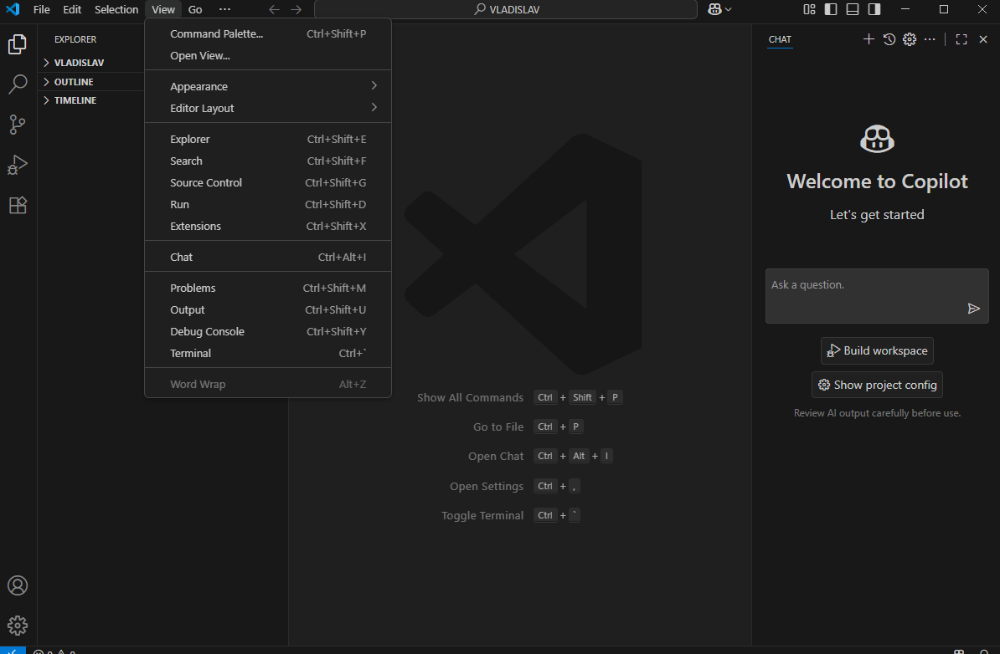 File Edit Selection View Go ... VLADISLAV
EXPLORER
VLADISLAV
OUTLINE
TIMELINE
Command Palette... Ctrl+Shift+P
Open View...
Appearance
Editor Layout
Explorer Ctrl+Shift+E
Search Ctrl+Shift+F
Source Control Ctrl+Shift+G
Run Ctrl+Shift+D
Extensions Ctrl+Shift+X
Chat Ctrl+Alt+I
Problems Ctrl+Shift+M
Output Ctrl+Shift+U
Debug Console Ctrl+Shift+Y
Terminal Ctrl+`
Word Wrap Alt+Z
Show All Commands Ctrl + Shift + P
Go to File Ctrl + P
Open Chat Ctrl + Alt + I
Open Settings Ctrl + ,
Toggle Terminal Ctrl + `
CHAT
Welcome to Copilot
Let's get started
Ask a question.
Build workspace
Show project config
Review AI output carefully before use.